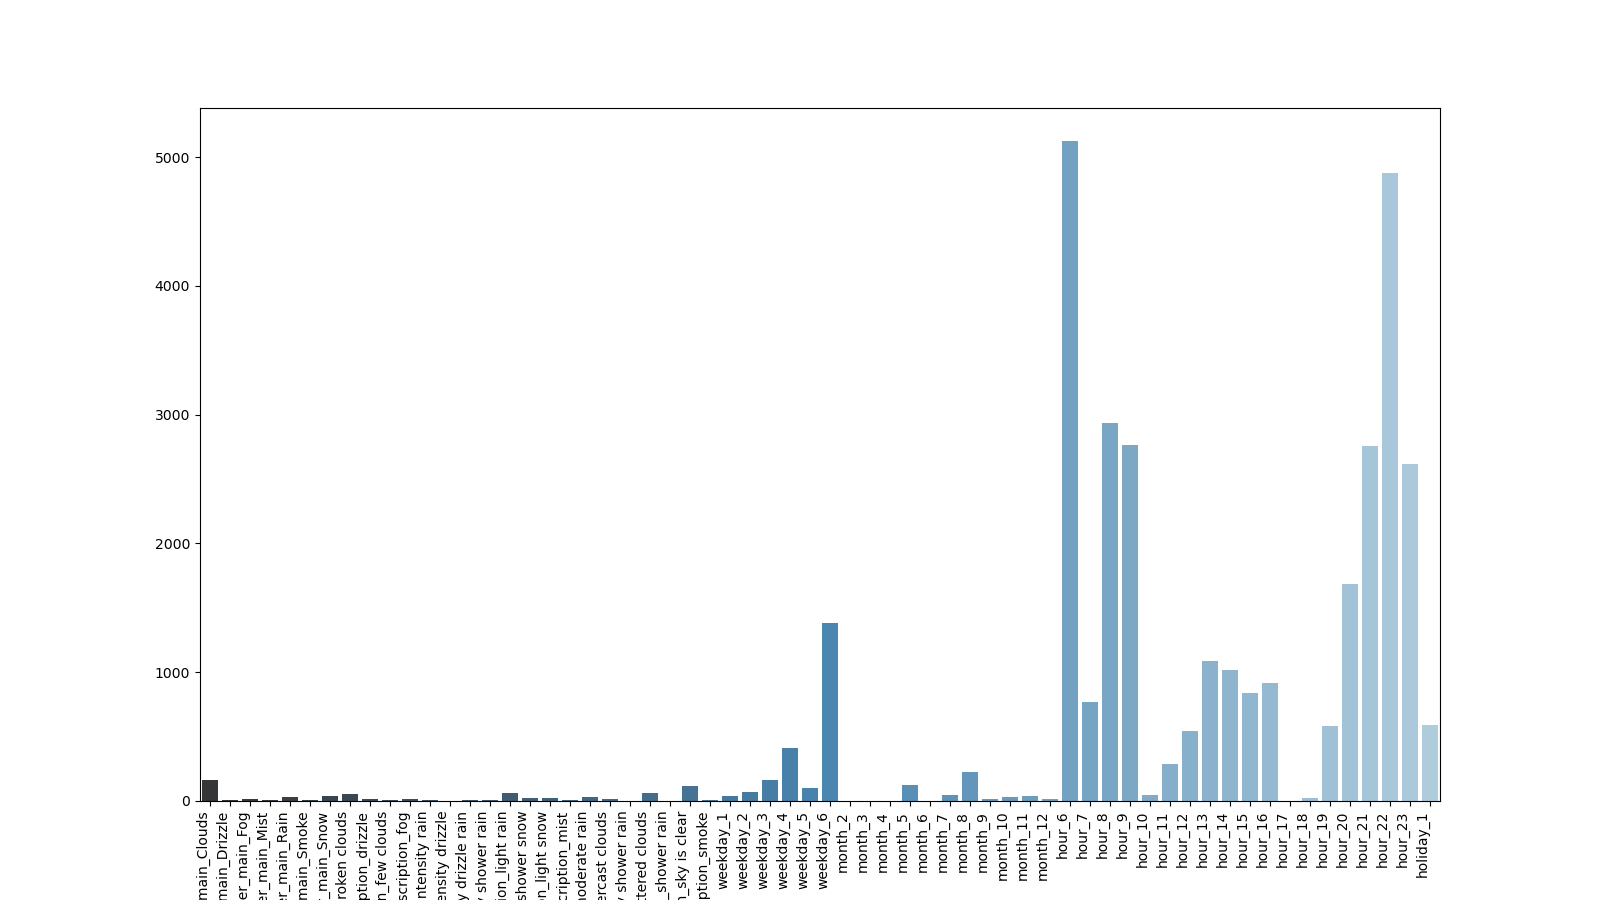 5000
4000
3000
2000
1000
0
main_Clouds
main_Drizzle
er_main_Fog
er_main_Mist
er_main_Rain
main_Smoke
r_main_Snow
roken clouds
ption_drizzle
n_few clouds
scription_fog
ntensity rain
ensity drizzle
y drizzle rain
y shower rain
ion_light rain
shower snow
on_light snow
scription_mist
noderate rain
ercast clouds
y shower rain
ttered clouds
_shower rain
n_sky is clear
ption_smoke
weekday_1
weekday_2
weekday_3
weekday_4
weekday_5
weekday_6
month_2
month_3
month_4
month_5
month_6
month_7
month_8
month_9
month_10
month_11
month_12
hour_6
hour_7
hour_8
hour_9
hour_10
hour_11
hour_12
hour_13
hour_14
hour_15
hour_16
hour_17
hour_18
hour_19
hour_20
hour_21
hour_22
hour_23
holiday_1